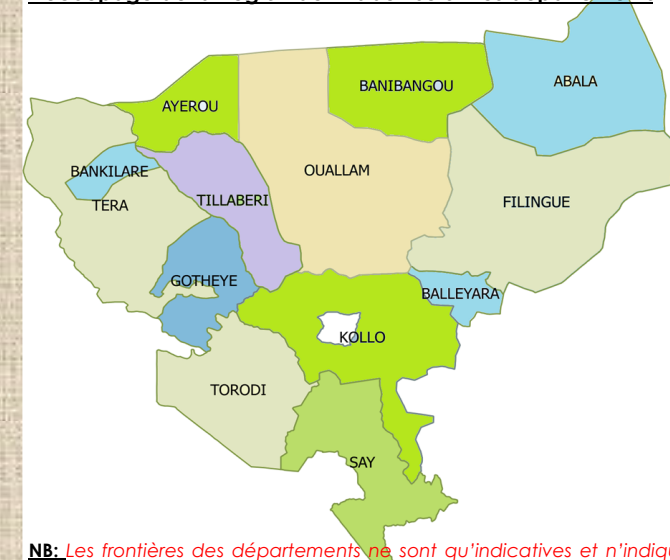 ABALA
BANIBANGOU
AYEROU
OUALLAM
BANKILARE
TILLABERI
FILINGUE
TERA
GOTHEYE
BALLEYARA
KOLLO
TORODI
SAY
NB: Les frontières des départements ne sont qu'indicatives et n'indiq